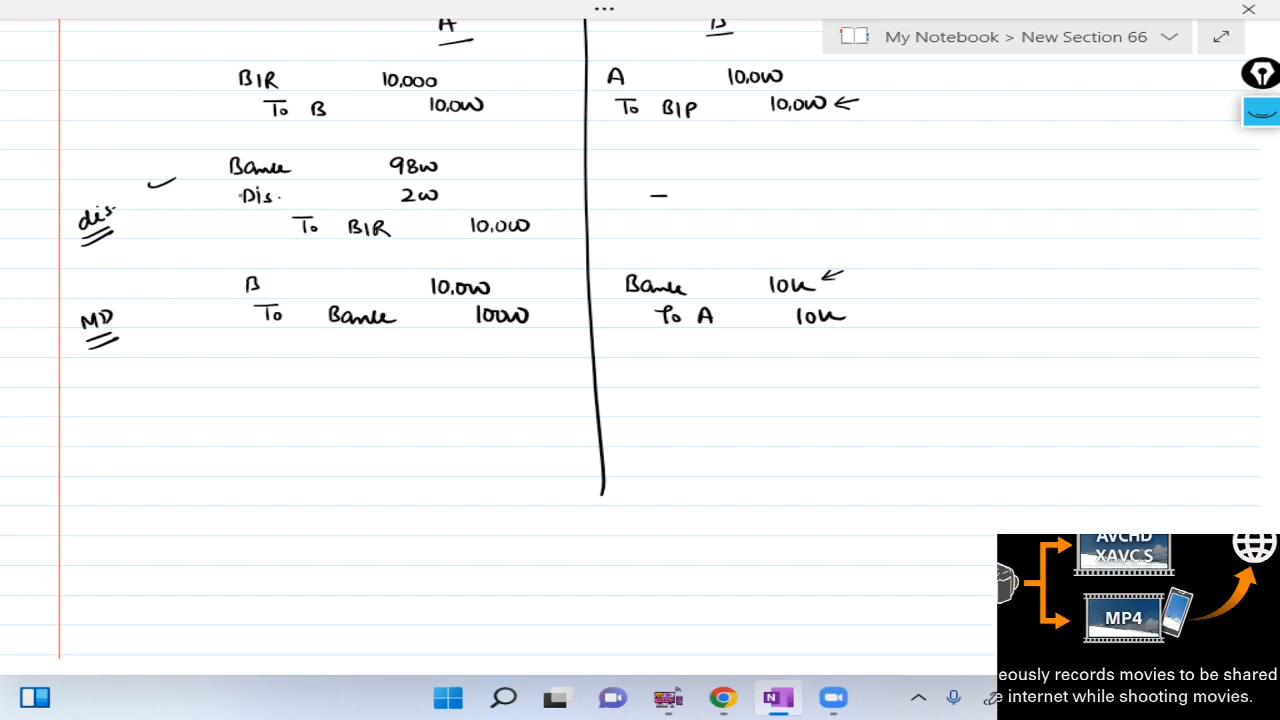 My Notebook > New Section 66
A
B
B/R 10,000
To B 10,000
A 10,000
To B/P 10,000
Bank 9800
dis. Dis. 200
To B/R 10,000
B 10,000
MD To Bank 10000
Bank 10k
To A 10k
AVCHD
XAVC S
MP4
eously records movies to be shared
e internet while shooting movies.